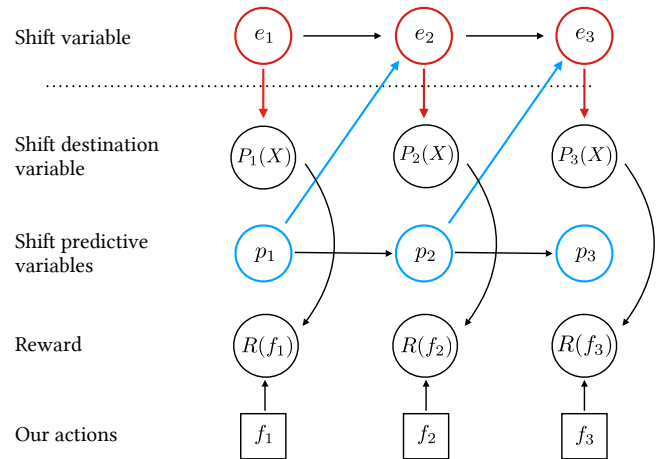 Shift variable e₁ e₂ e₃
Shift destination
variable P₁(X) P₂(X) P₃(X)
Shift predictive
variables p₁ p₂ p₃
Reward R(f₁) R(f₂) R(f₃)
Our actions f₁ f₂ f₃